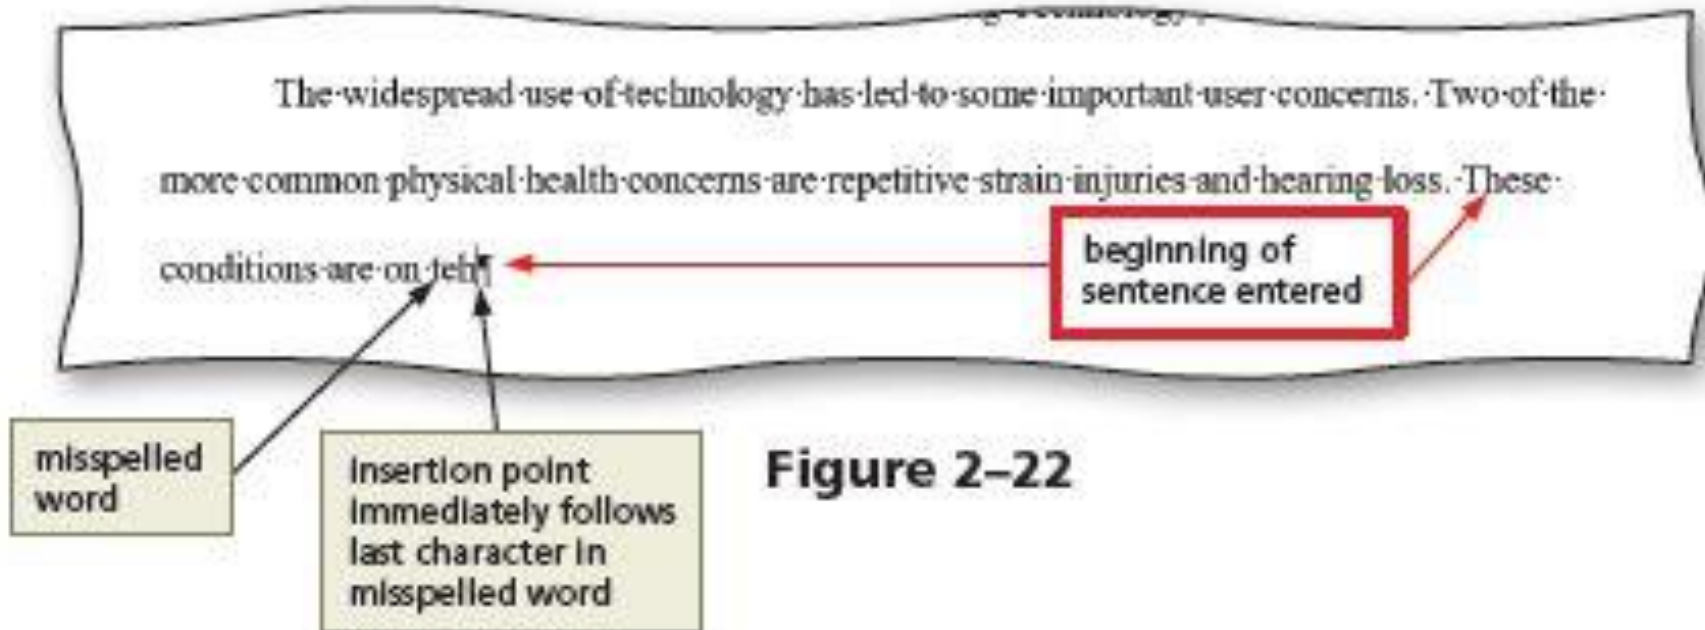 The·widespread·use·of·technology·has·led·to·some·important·user·concerns.·Two·of·the·
more·common·physical·health·concerns·are·repetitive·strain·injuries·and·hearing·loss.·These·
conditions·are·on·teh¶
beginning of
sentence entered
misspelled
word
insertion point
immediately follows
last character in
misspelled word
Figure 2–22